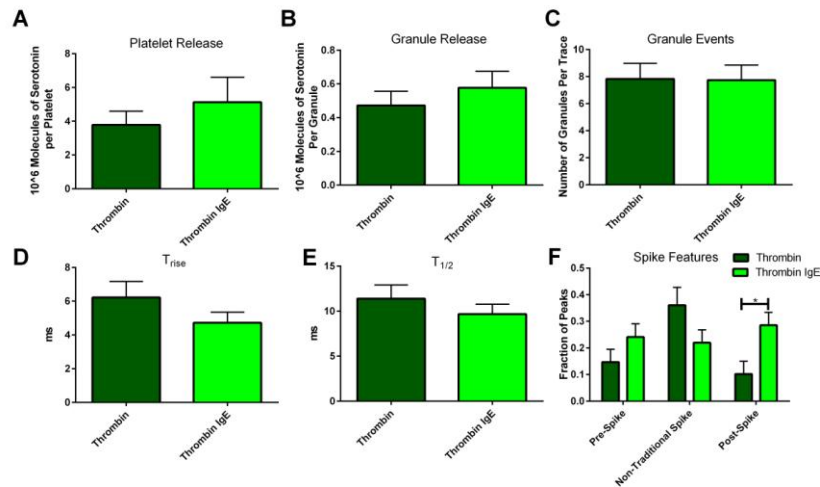 A
Platelet Release
10^6 Molecules of Serotonin
per Platelet
8
6
4
2
0
Thrombin
Thrombin IgE
B
Granule Release
10^6 Molecules of Serotonin
Per Granule
0.8
0.6
0.4
0.2
0.0
Thrombin
Thrombin IgE
C
Granule Events
Number of Granules Per Trace
10
8
6
4
2
0
Thrombin
Thrombin IgE
D
Trise
ms
8
6
4
2
0
Thrombin
Thrombin IgE
E
T1/2
ms
15
10
5
0
Thrombin
Thrombin IgE
F
Spike Features
Thrombin
Thrombin IgE
Fraction of Peaks
0.5
0.4
0.3
0.2
0.1
0.0
*
Pre-Spike
Non-Traditional Spike
Post-Spike